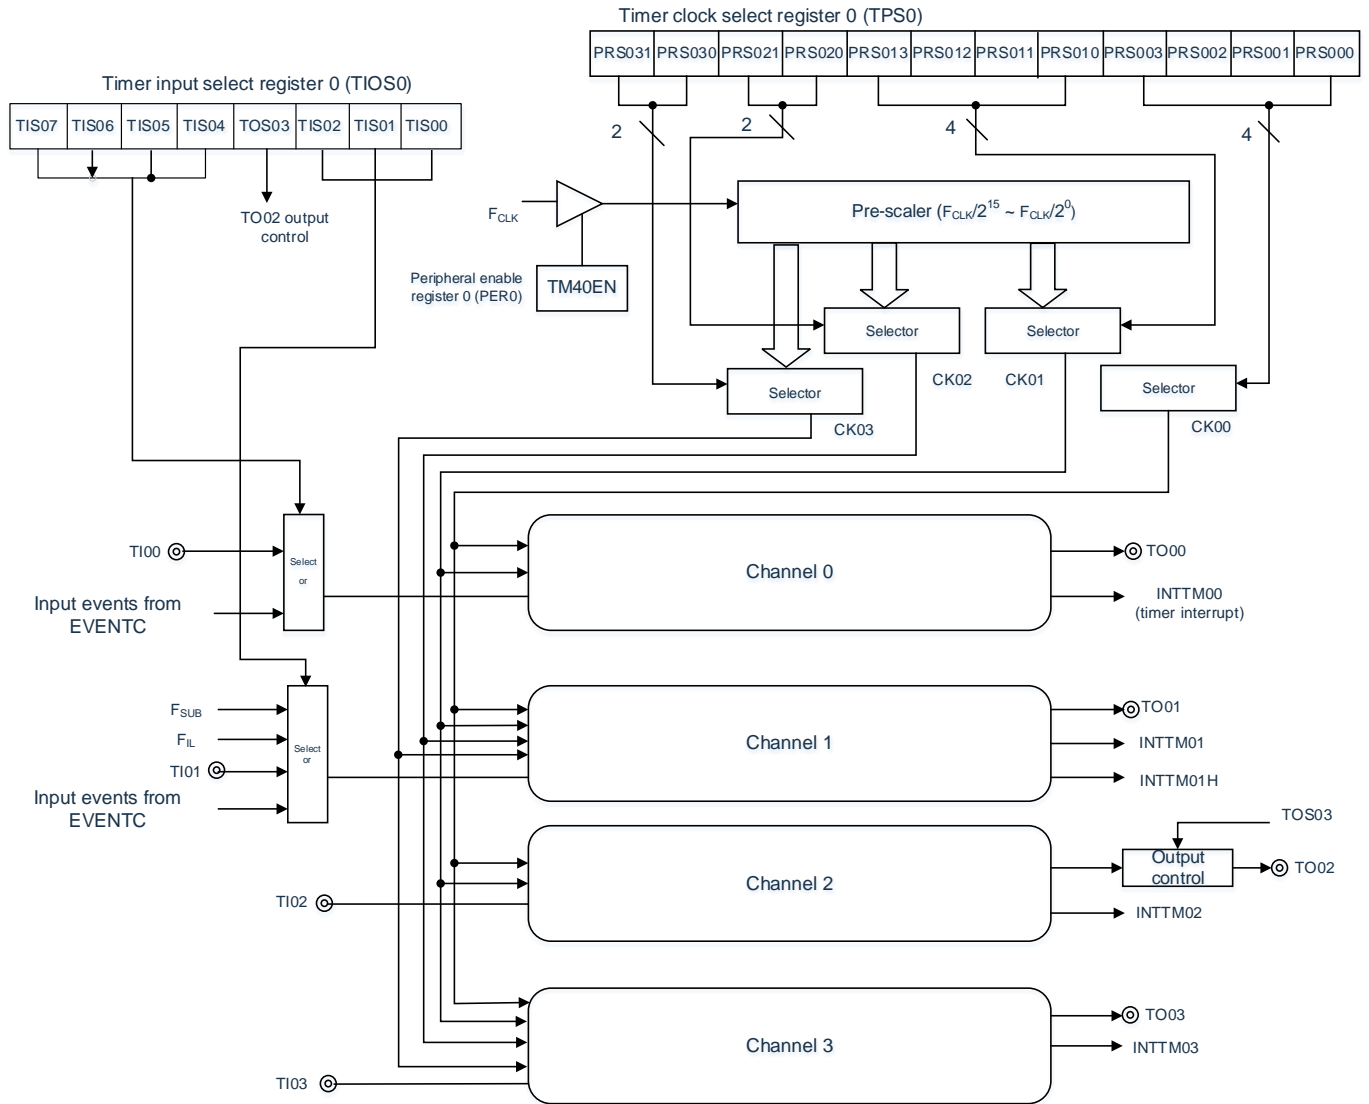 Timer clock select register 0 (TPS0)
PRS031 PRS030 PRS021 PRS020 PRS013 PRS012 PRS011 PRS010 PRS003 PRS002 PRS001 PRS000
Timer input select register 0 (TIOS0)
TIS07 TIS06 TIS05 TIS04 TOS03 TIS02 TIS01 TIS00
2
2
4
4
TO02 output
control
FCLK
Pre-scaler (FCLK/2^15 ~ FCLK/2^0)
Peripheral enable
register 0 (PER0)
TM40EN
Selector
Selector
Selector
Selector
CK02
CK01
CK03
CK00
TI00
Select
or
Input events from
EVENTC
Channel 0
TO00
INTTM00
(timer interrupt)
FSUB
FIL
TI01
Input events from
EVENTC
Select
or
Channel 1
TO01
INTTM01
INTTM01H
TOS03
Channel 2
Output
control
TO02
TI02
INTTM02
Channel 3
TO03
INTTM03
TI03